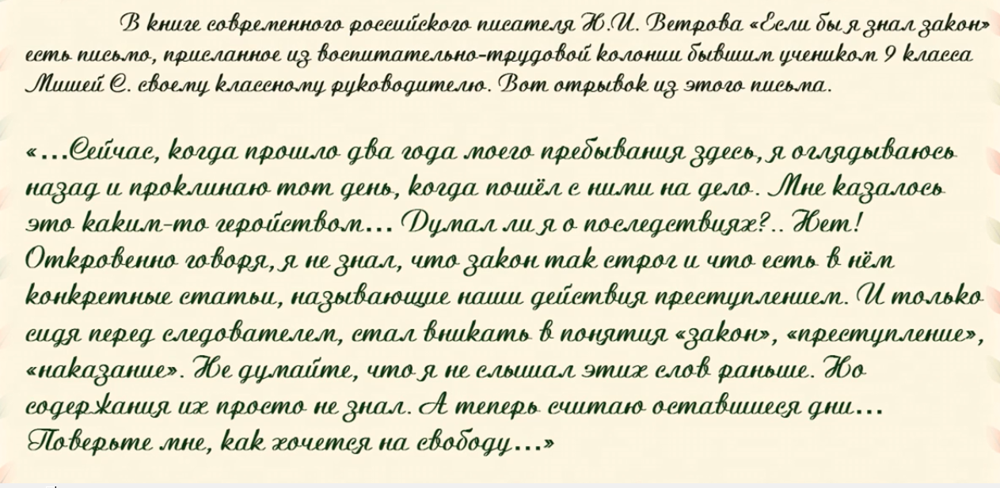 В книге современного российского писателя Н.И. Ветрова «Если бы я знал закон»
есть письмо, присланное из воспитательно-трудовой колонии бывшим учеником 9 класса
Мишей С. своему классному руководителю. Вот отрывок из этого письма.
«…Сейчас, когда прошло два года моего пребывания здесь, я оглядываюсь
назад и проклинаю тот день, когда пошёл с ними на дело. Мне казалось
это каким-то геройством… Думал ли я о последствиях?.. Нет!
Откровенно говоря, я не знал, что закон так строг и что есть в нём
конкретные статьи, называющие наши действия преступлением. И только
сидя перед следователем, стал вникать в понятия «закон», «преступление»,
«наказание». Не думайте, что я не слышал этих слов раньше. Но
содержания их просто не знал. А теперь считаю оставшиеся дни…
Поверьте мне, как хочется на свободу…»